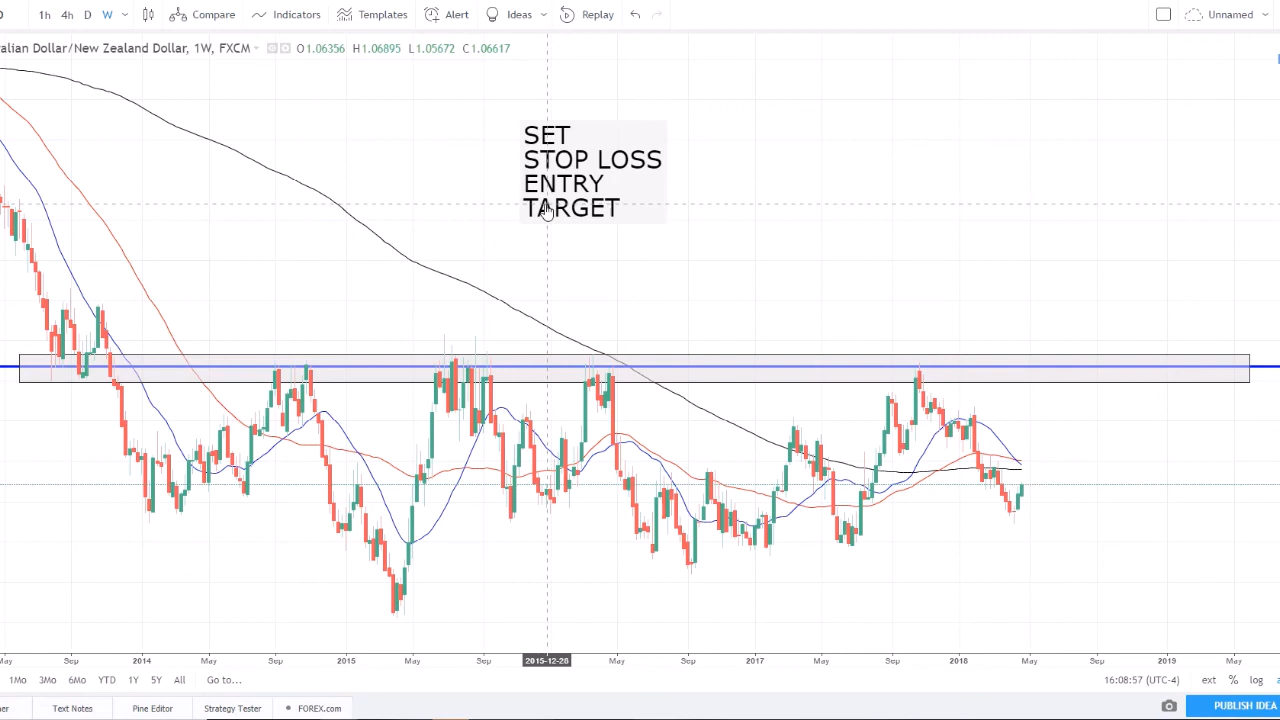 1h 4h D W Compare Indicators Templates Alert Ideas Replay Unnamed
alian Dollar/New Zealand Dollar, 1W, FXCM O1.06356 H1.06895 L1.05672 C1.06617
SET
STOP LOSS
ENTRY
TARGET
May Sep 2014 May Sep 2015 May Sep 2015-12-28 May Sep 2017 May Sep 2018 May Sep 2019 May
1Mo 3Mo 6Mo YTD 1Y 5Y All Go to... 16:08:57 (UTC-4) ext % log
ner Text Notes Pine Editor Strategy Tester FOREX.com PUBLISH IDEA